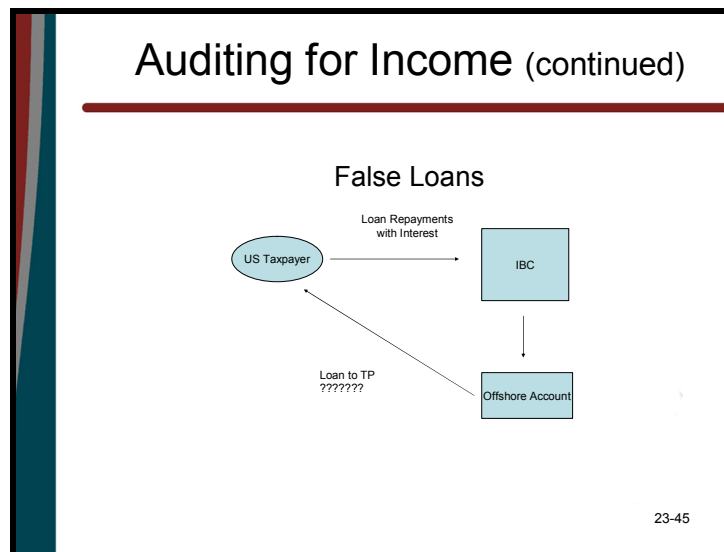 Auditing for Income (continued)
False Loans
Loan Repayments
with Interest
US Taxpayer
IBC
Loan to TP
???????
Offshore Account
23-45